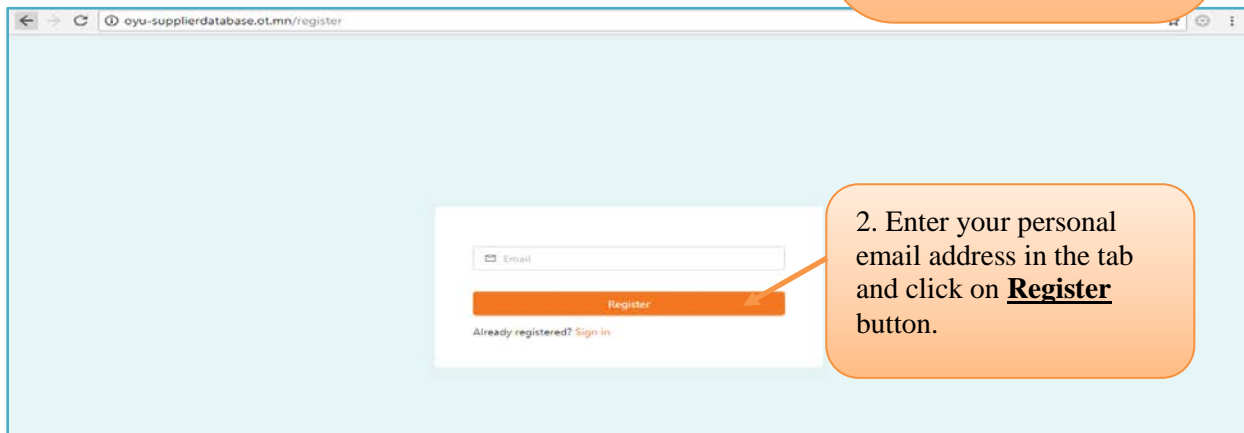 oyu-supplierdatabase.ot.mn/register
Email
Register
Already registered? Sign in
2. Enter your personal
email address in the tab
and click on Register
button.